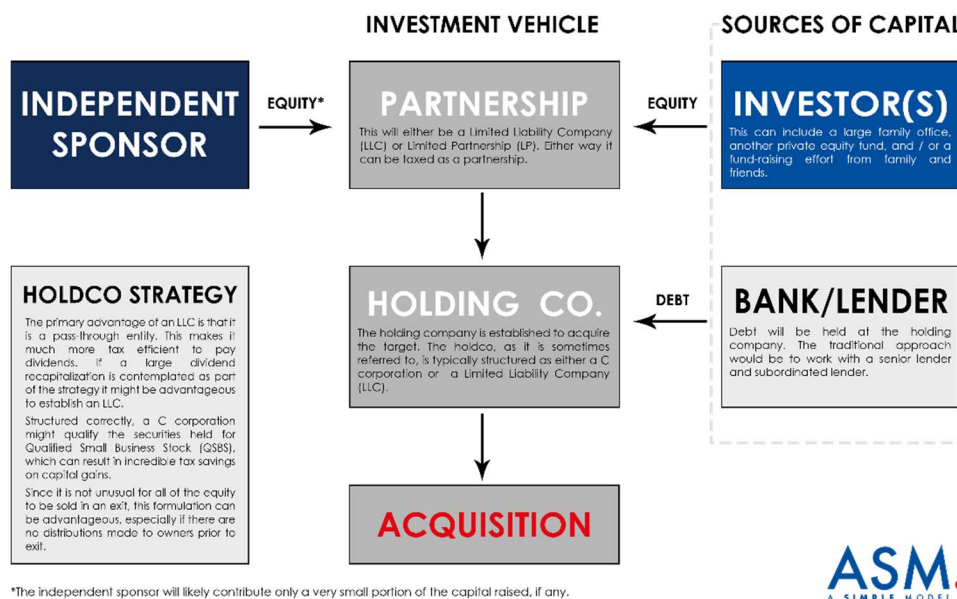 INVESTMENT VEHICLE
SOURCES OF CAPITAL
INDEPENDENT
SPONSOR
EQUITY*
PARTNERSHIP
This will either be a Limited Liability Company
(LLC) or Limited Partnership (LP). Either way it
can be taxed as a partnership.
EQUITY
INVESTOR(S)
This can include a large family office,
another private equity fund, and / or a
fund-raising effort from family and
friends.
HOLDCO STRATEGY
The primary advantage of an LLC is that it
is a pass-through entity. This makes it
much more tax efficient to pay
dividends. If a large dividend
recapitalization is contemplated as part
of the strategy it might be advantageous
to establish an LLC.
Structured correctly, a C corporation
might qualify the securities held for
Qualified Small Business Stock (QSBS),
which can result in incredible tax savings
on capital gains.
Since it is not unusual for all of the equity
to be sold in an exit, this formulation can
be advantageous, especially if there are
no distributions made to owners prior to
exit.
HOLDING CO.
The holding company is established to acquire
the target. The holdco, as it is sometimes
referred to, is typically structured as either a C
corporation or a Limited Liability Company
(LLC).
DEBT
BANK/LENDER
Debt will be held at the holding
company. The traditional approach
would be to work with a senior lender
and subordinated lender.
ACQUISITION
*The independent sponsor will likely contribute only a very small portion of the capital raised, if any.
ASM.
A SIMPLE MODEL